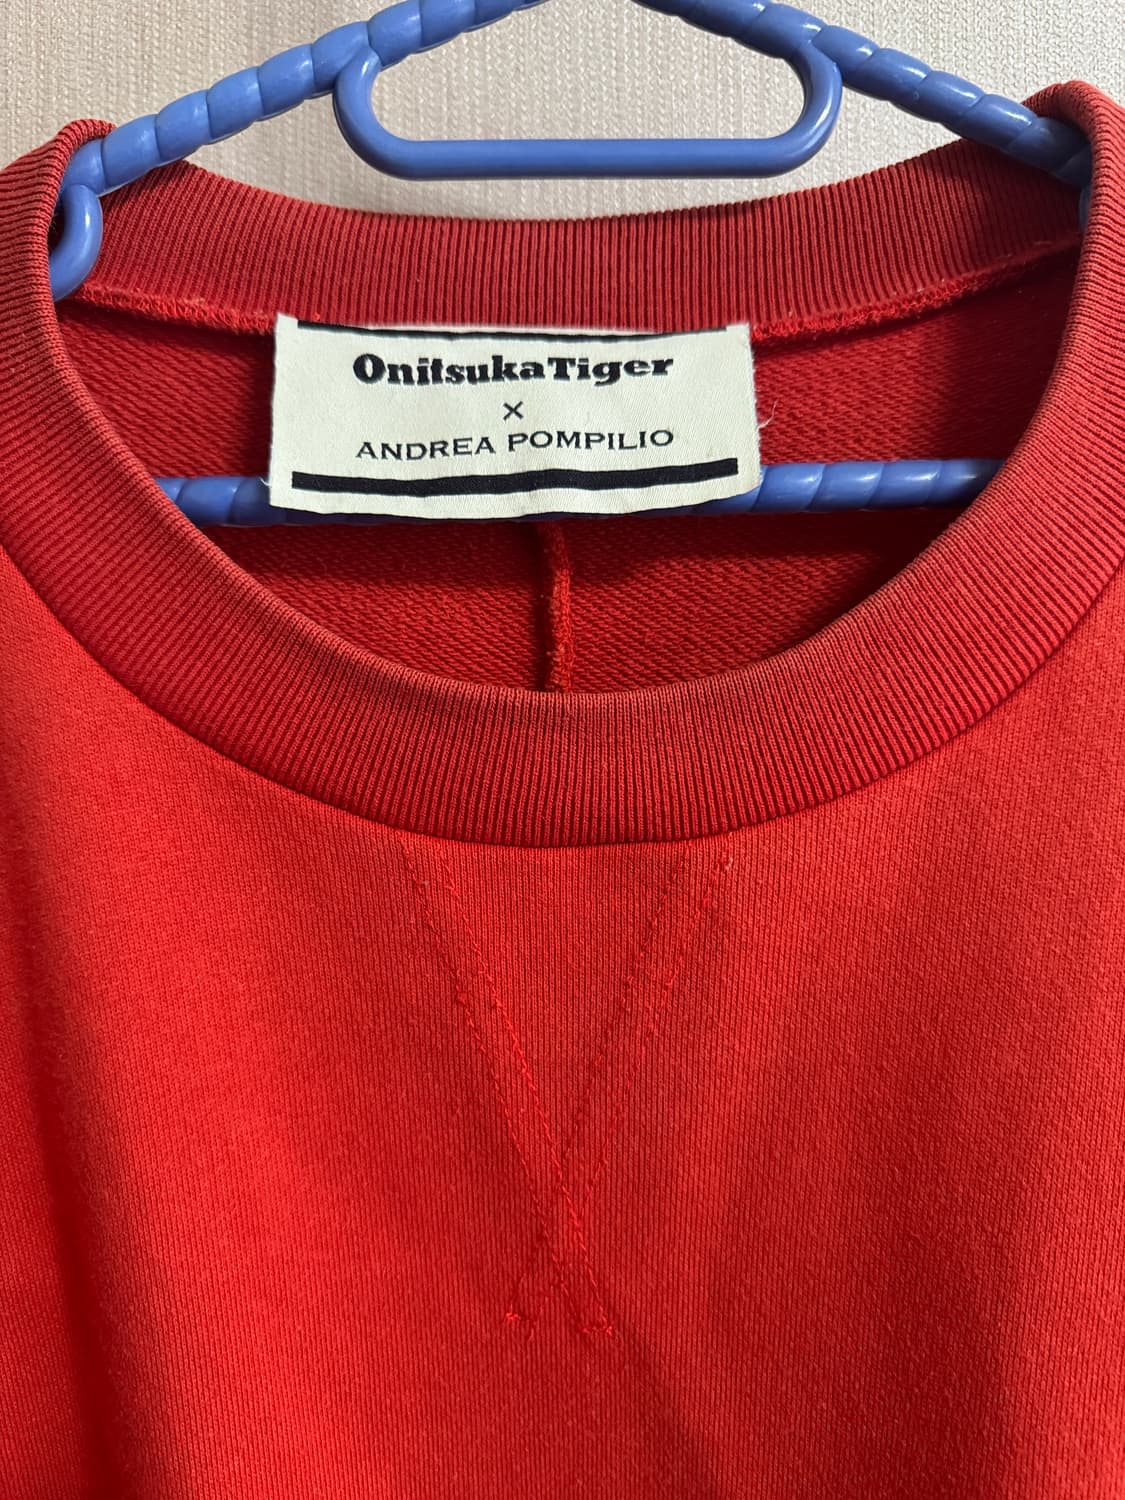 OnitsukaTiger
×
ANDREA POMPILIO